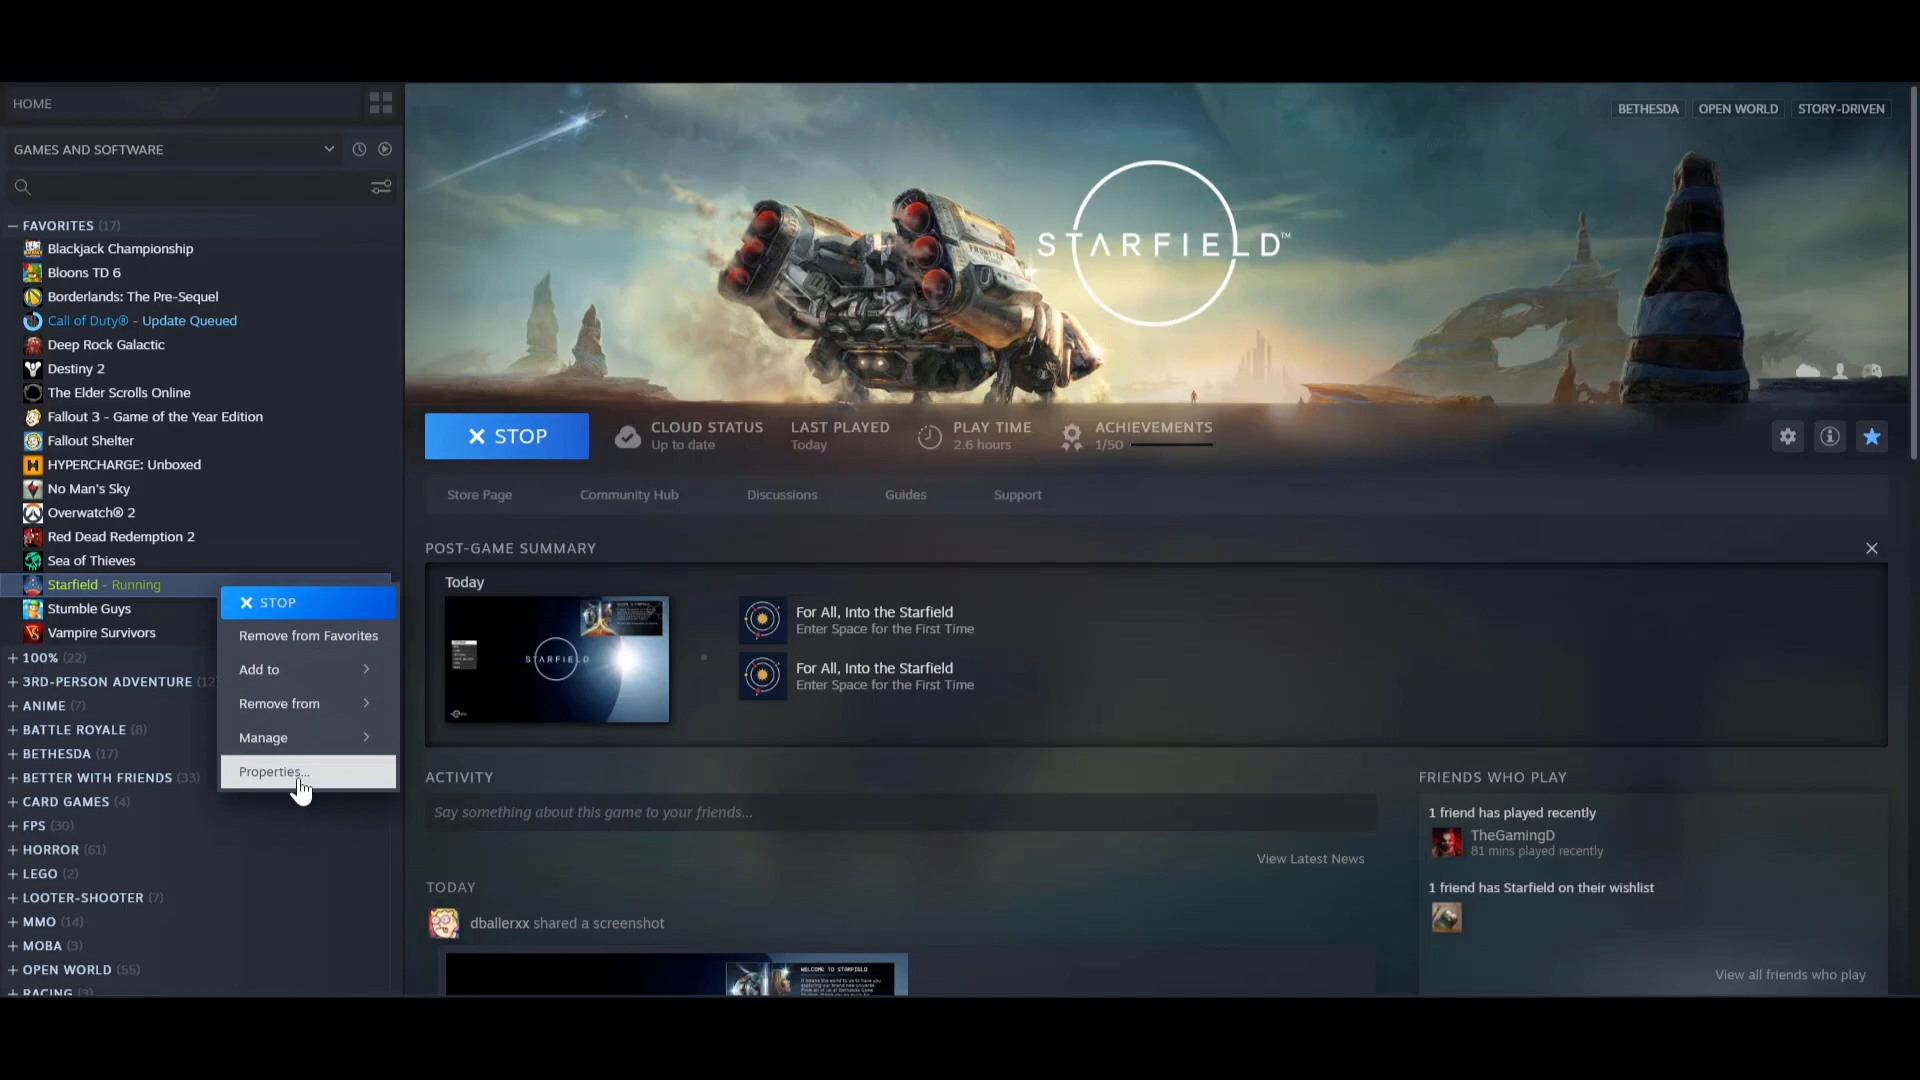 HOME
GAMES AND SOFTWARE
FAVORITES (17)
Blackjack Championship
Bloons TD 6
Borderlands: The Pre-Sequel
Call of Duty® - Update Queued
Deep Rock Galactic
Destiny 2
The Elder Scrolls Online
Fallout 3 - Game of the Year Edition
Fallout Shelter
HYPERCHARGE: Unboxed
No Man's Sky
Overwatch® 2
Red Dead Redemption 2
Sea of Thieves
Starfield - Running
Stumble Guys
Vampire Survivors
100% (22)
3RD-PERSON ADVENTURE (12
ANIME (7)
BATTLE ROYALE (8)
BETHESDA (17)
BETTER WITH FRIENDS (33)
CARD GAMES (4)
FPS (30)
HORROR (61)
LEGO (2)
LOOTER-SHOOTER (7)
MMO (14)
MOBA (3)
OPEN WORLD (55)
RACING (3)
STOP
Remove from Favorites
Add to
Remove from
Manage
Properties...
BETHESDA
OPEN WORLD
STORY-DRIVEN
STARFIELD™
FRONTIER
STOP
CLOUD STATUS
Up to date
LAST PLAYED
Today
PLAY TIME
2.6 hours
ACHIEVEMENTS
1/50
Store Page
Community Hub
Discussions
Guides
Support
POST-GAME SUMMARY
Today
STARFIELD
For All, Into the Starfield
Enter Space for the First Time
For All, Into the Starfield
Enter Space for the First Time
ACTIVITY
Say something about this game to your friends...
View Latest News
TODAY
dballerxx shared a screenshot
WELCOME TO STARFIELD
FRIENDS WHO PLAY
1 friend has played recently
TheGamingD
81 mins played recently
1 friend has Starfield on their wishlist
View all friends who play